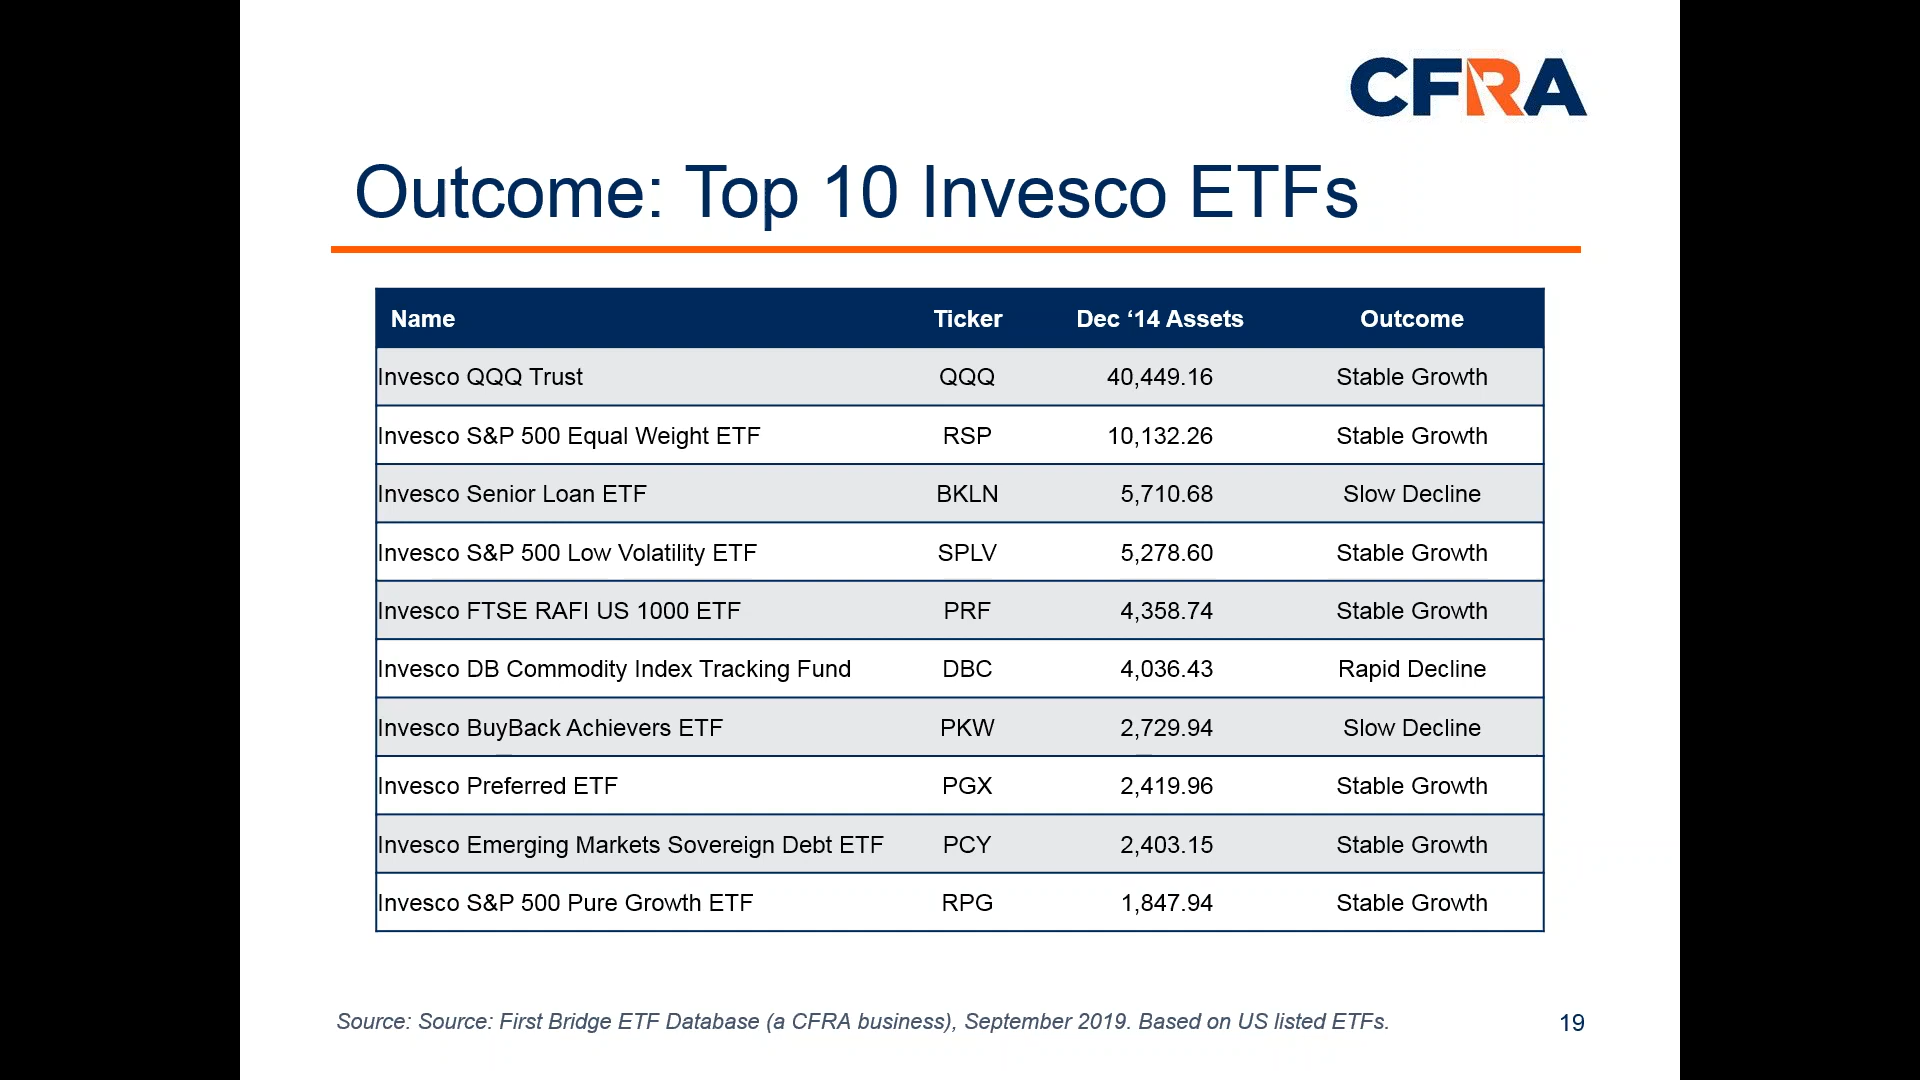 CFRA
Outcome: Top 10 Invesco ETFs
Name Ticker Dec ‘14 Assets Outcome
Invesco QQQ Trust QQQ 40,449.16 Stable Growth
Invesco S&P 500 Equal Weight ETF RSP 10,132.26 Stable Growth
Invesco Senior Loan ETF BKLN 5,710.68 Slow Decline
Invesco S&P 500 Low Volatility ETF SPLV 5,278.60 Stable Growth
Invesco FTSE RAFI US 1000 ETF PRF 4,358.74 Stable Growth
Invesco DB Commodity Index Tracking Fund DBC 4,036.43 Rapid Decline
Invesco BuyBack Achievers ETF PKW 2,729.94 Slow Decline
Invesco Preferred ETF PGX 2,419.96 Stable Growth
Invesco Emerging Markets Sovereign Debt ETF PCY 2,403.15 Stable Growth
Invesco S&P 500 Pure Growth ETF RPG 1,847.94 Stable Growth
Source: Source: First Bridge ETF Database (a CFRA business), September 2019. Based on US listed ETFs. 19